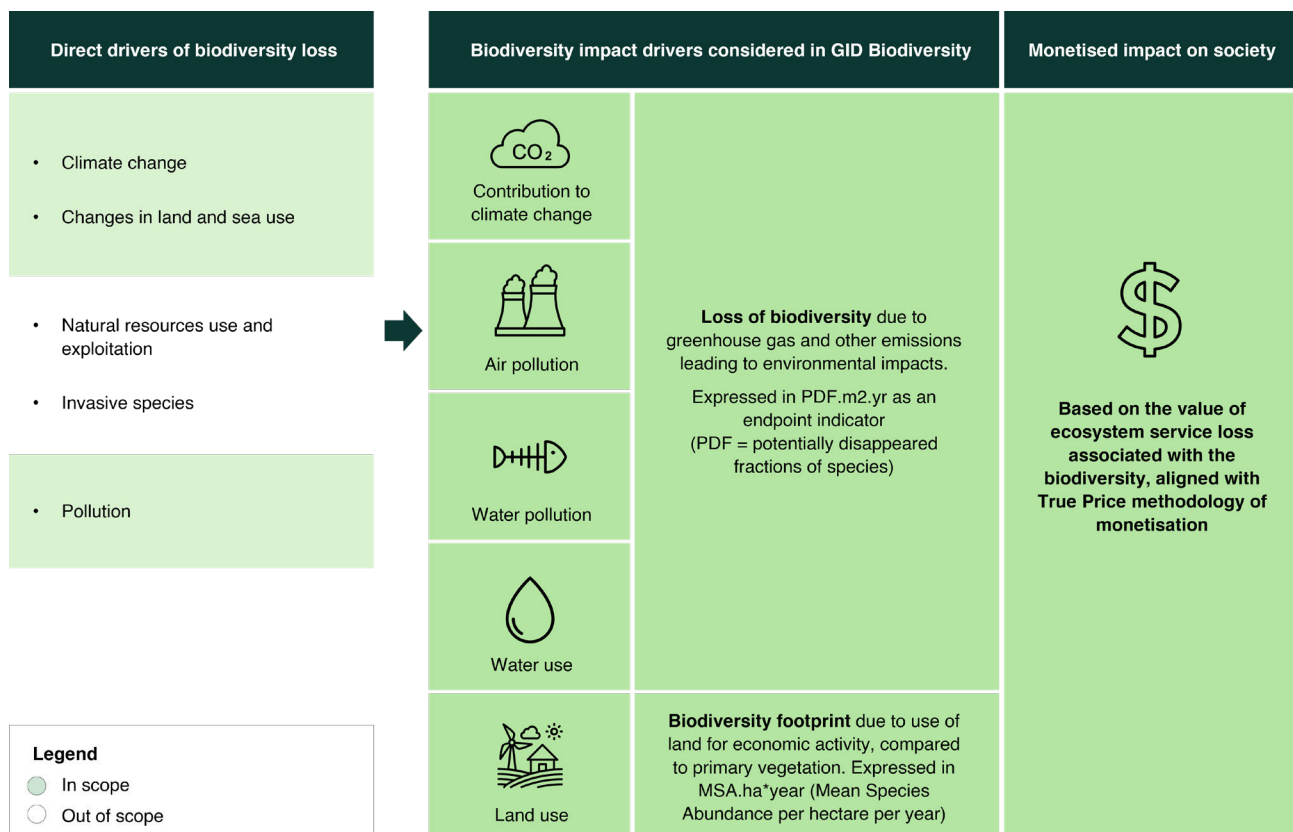 Direct drivers of biodiversity loss
Biodiversity impact drivers considered in GID Biodiversity
Monetised impact on society
• Climate change
• Changes in land and sea use
• Natural resources use and
exploitation
• Invasive species
• Pollution
Legend
In scope
Out of scope
CO₂
Contribution to
climate change
Air pollution
Water pollution
Water use
Land use
Loss of biodiversity due to
greenhouse gas and other emissions
leading to environmental impacts.
Expressed in PDF.m2.yr as an
endpoint indicator
(PDF = potentially disappeared
fractions of species)
Biodiversity footprint due to use of
land for economic activity, compared
to primary vegetation. Expressed in
MSA.ha*year (Mean Species
Abundance per hectare per year)
$
Based on the value of
ecosystem service loss
associated with the
biodiversity, aligned with
True Price methodology of
monetisation